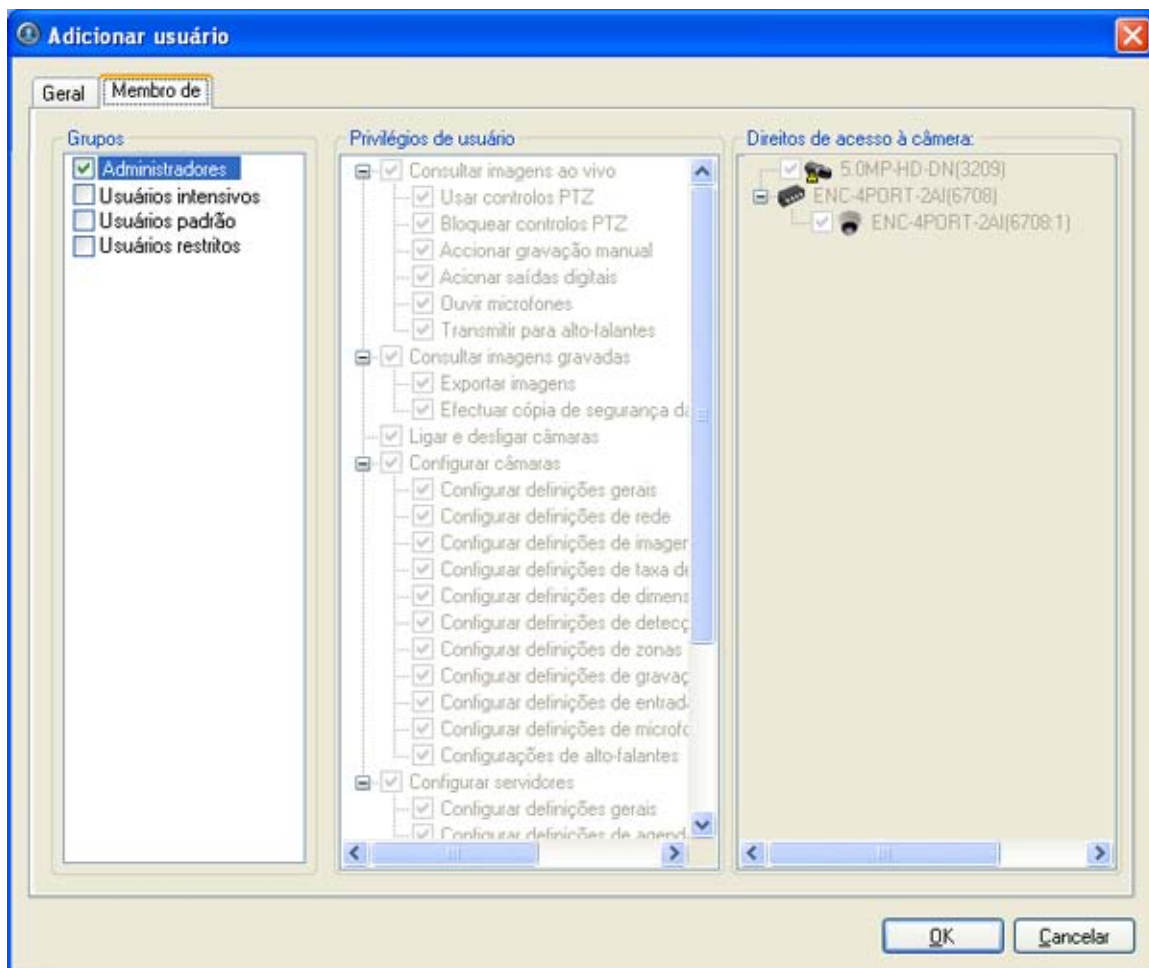 Adicionar usuário
Geral
Membro de
Grupos
Administradores
Usuários intensivos
Usuários padrão
Usuários restritos
Privilégios de usuário
Consultar imagens ao vivo
Usar controlos PTZ
Bloquear controlos PTZ
Accionar gravação manual
Acionar saídas digitais
Ouvir microfones
Transmitir para alto-falantes
Consultar imagens gravadas
Exportar imagens
Efectuar cópia de segurança da
Ligar e desligar câmaras
Configurar câmaras
Configurar definições gerais
Configurar definições de rede
Configurar definições de imager
Configurar definições de taxa de
Configurar definições de dimens
Configurar definições de detecç
Configurar definições de zonas
Configurar definições de gravaç
Configurar definições de entrad
Configurar definições de microfo
Configurações de alto-falantes
Configurar servidores
Configurar definições gerais
Configurar definições de agend
Direitos de acesso à câmera:
5.0MP-HD-DN(3209)
ENC-4PORT-2AI(6708)
ENC-4PORT-2AI(6708:1)
OK
Cancelar